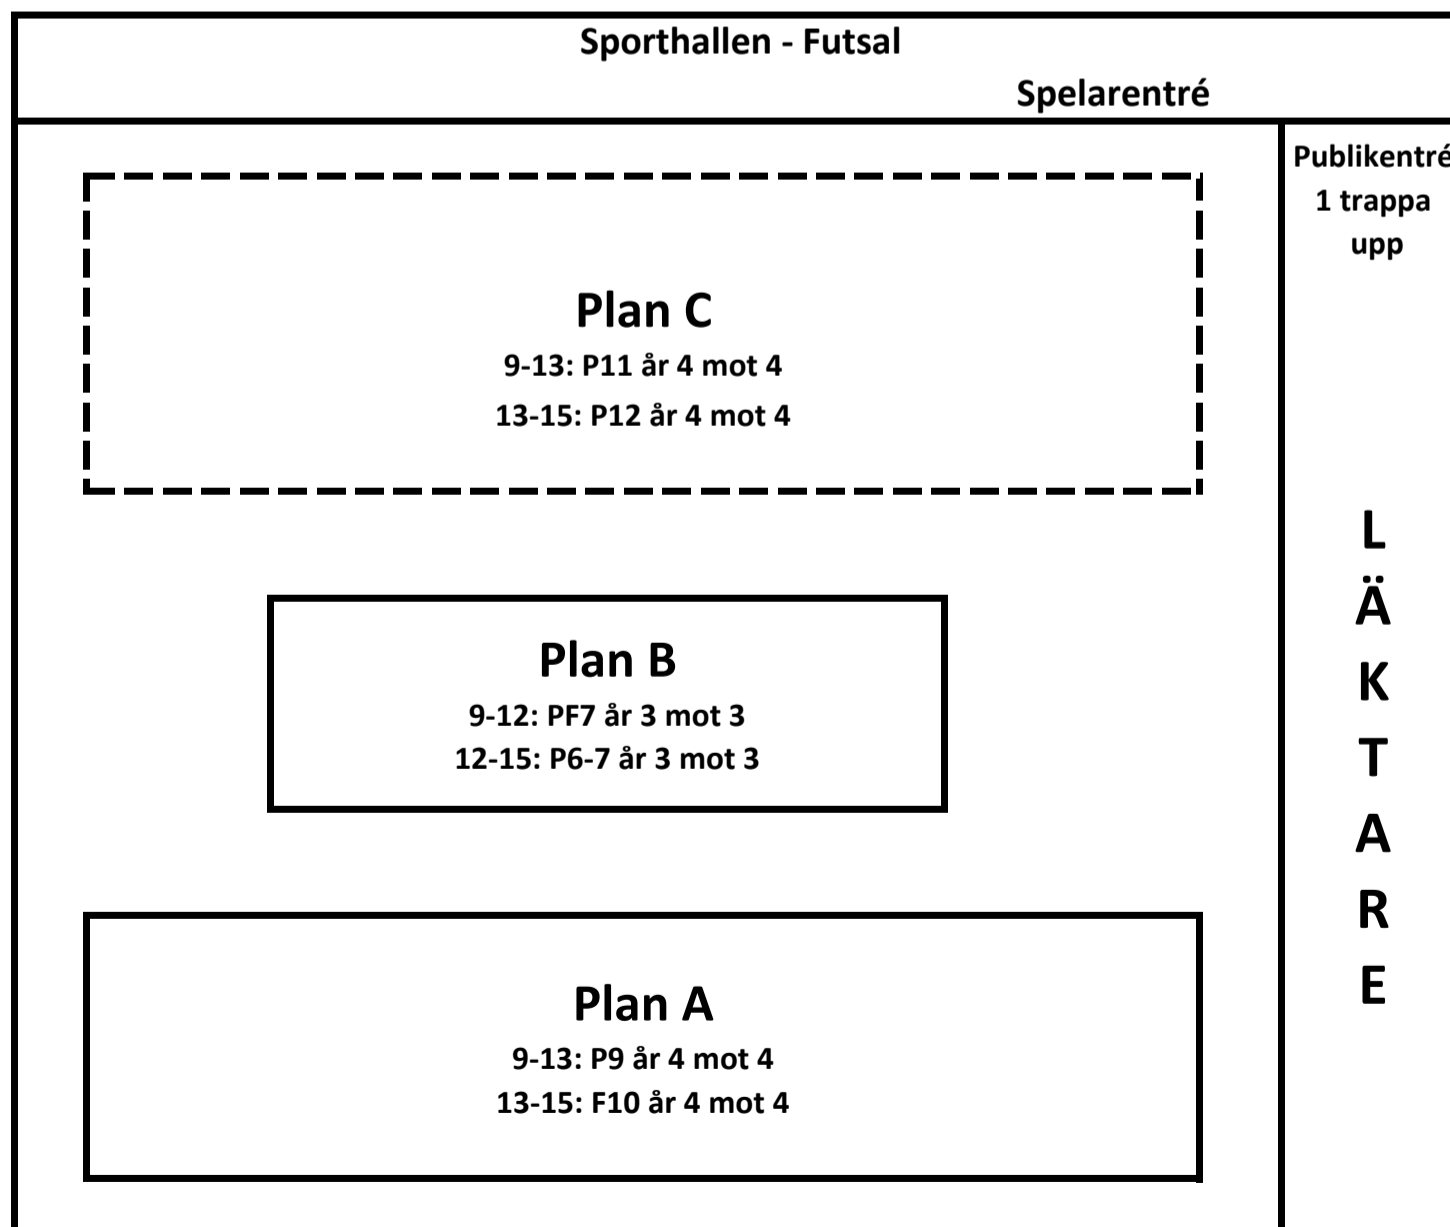 Sporthallen - Futsal
Spelarentré
Publikentré
1 trappa
upp
Plan C
9-13: P11 år 4 mot 4
13-15: P12 år 4 mot 4
Plan B
9-12: PF7 år 3 mot 3
12-15: P6-7 år 3 mot 3
Plan A
9-13: P9 år 4 mot 4
13-15: F10 år 4 mot 4
L
Ä
K
T
A
R
E